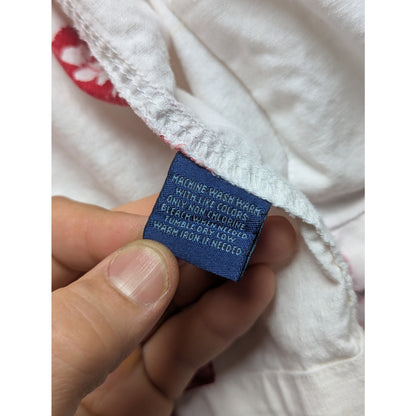 MACHINE WASH WARM
WITH LIKE COLORS
ONLY NON CHLORINE
BLEACH WHEN NEEDED
TUMBLE DRY LOW
WARM IRON IF NEEDED